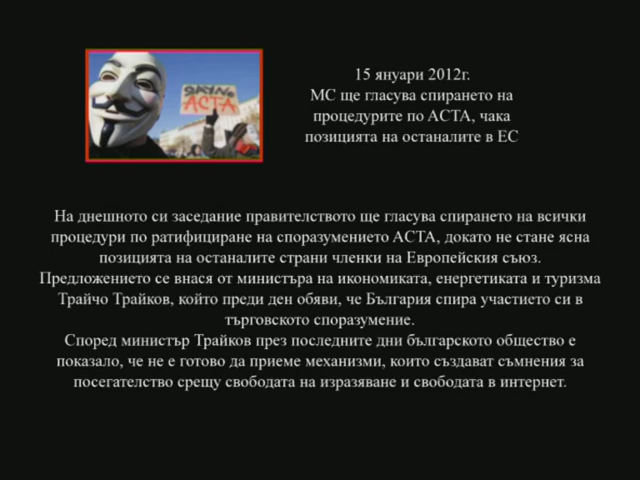 SAY NO
ACTA
15 януари 2012г.
МС ще гласува спирането на
процедурите по АСТА, чака
позицията на останалите в ЕС
На днешното си заседание правителството ще гласува спирането на всички
процедури по ратифициране на споразумението АСТА, докато не стане ясна
позицията на останалите страни членки на Европейския съюз.
Предложението се внася от министъра на икономиката, енергетиката и туризма
Трайчо Трайков, който преди ден обяви, че България спира участието си в
търговското споразумение.
Според министър Трайков през последните дни българското общество е
показало, че не е готово да приеме механизми, които създават съмнения за
посегателство срещу свободата на изразяване и свободата в интернет.